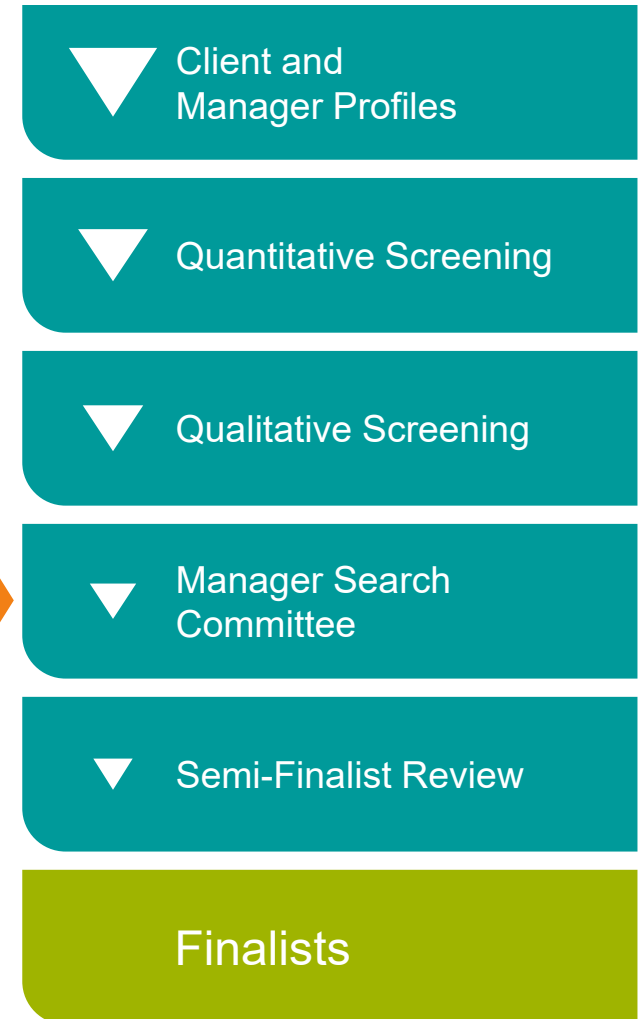 Client and
Manager Profiles
Quantitative Screening
Qualitative Screening
Manager Search
Committee
Semi-Finalist Review
Finalists